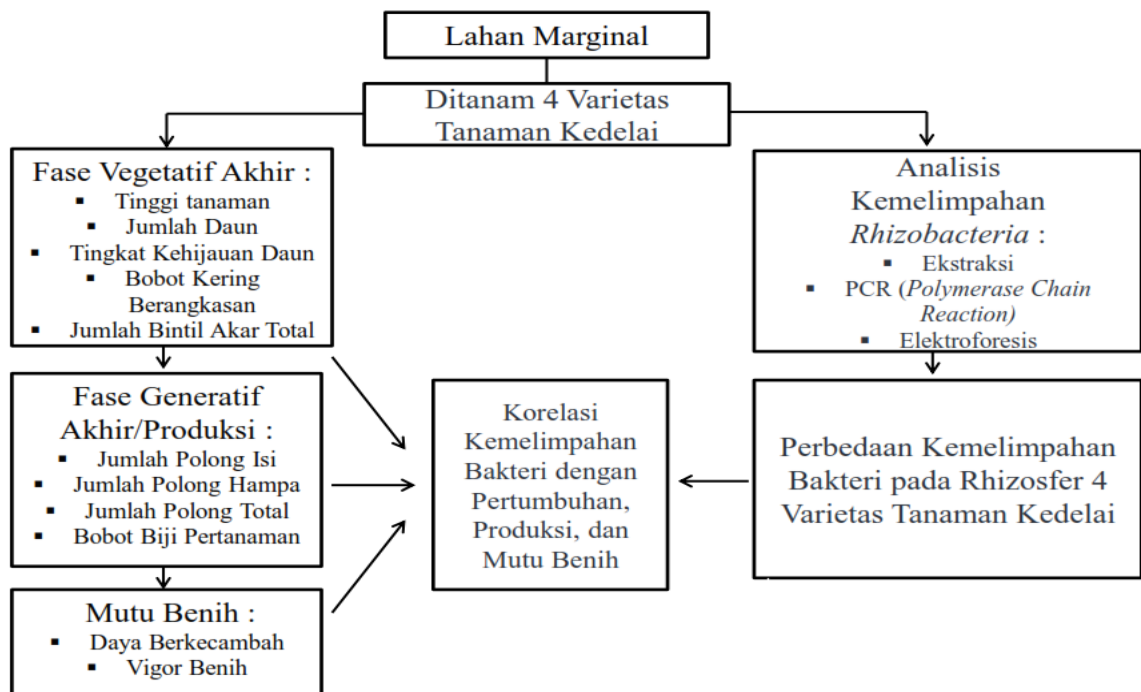 Lahan Marginal
Ditanam 4 Varietas
Tanaman Kedelai
Fase Vegetatif Akhir :
▪ Tinggi tanaman
▪ Jumlah Daun
▪ Tingkat Kehijauan Daun
▪ Bobot Kering
Berangkasan
▪ Jumlah Bintil Akar Total
Fase Generatif
Akhir/Produksi :
▪ Jumlah Polong Isi
▪ Jumlah Polong Hampa
▪ Jumlah Polong Total
▪ Bobot Biji Pertanaman
Mutu Benih :
▪ Daya Berkecambah
▪ Vigor Benih
Korelasi
Kemelimpahan
Bakteri dengan
Pertumbuhan,
Produksi, dan
Mutu Benih
Analisis
Kemelimpahan
Rhizobacteria :
▪ Ekstraksi
▪ PCR (Polymerase Chain
Reaction)
▪ Elektroforesis
Perbedaan Kemelimpahan
Bakteri pada Rhizosfer 4
Varietas Tanaman Kedelai